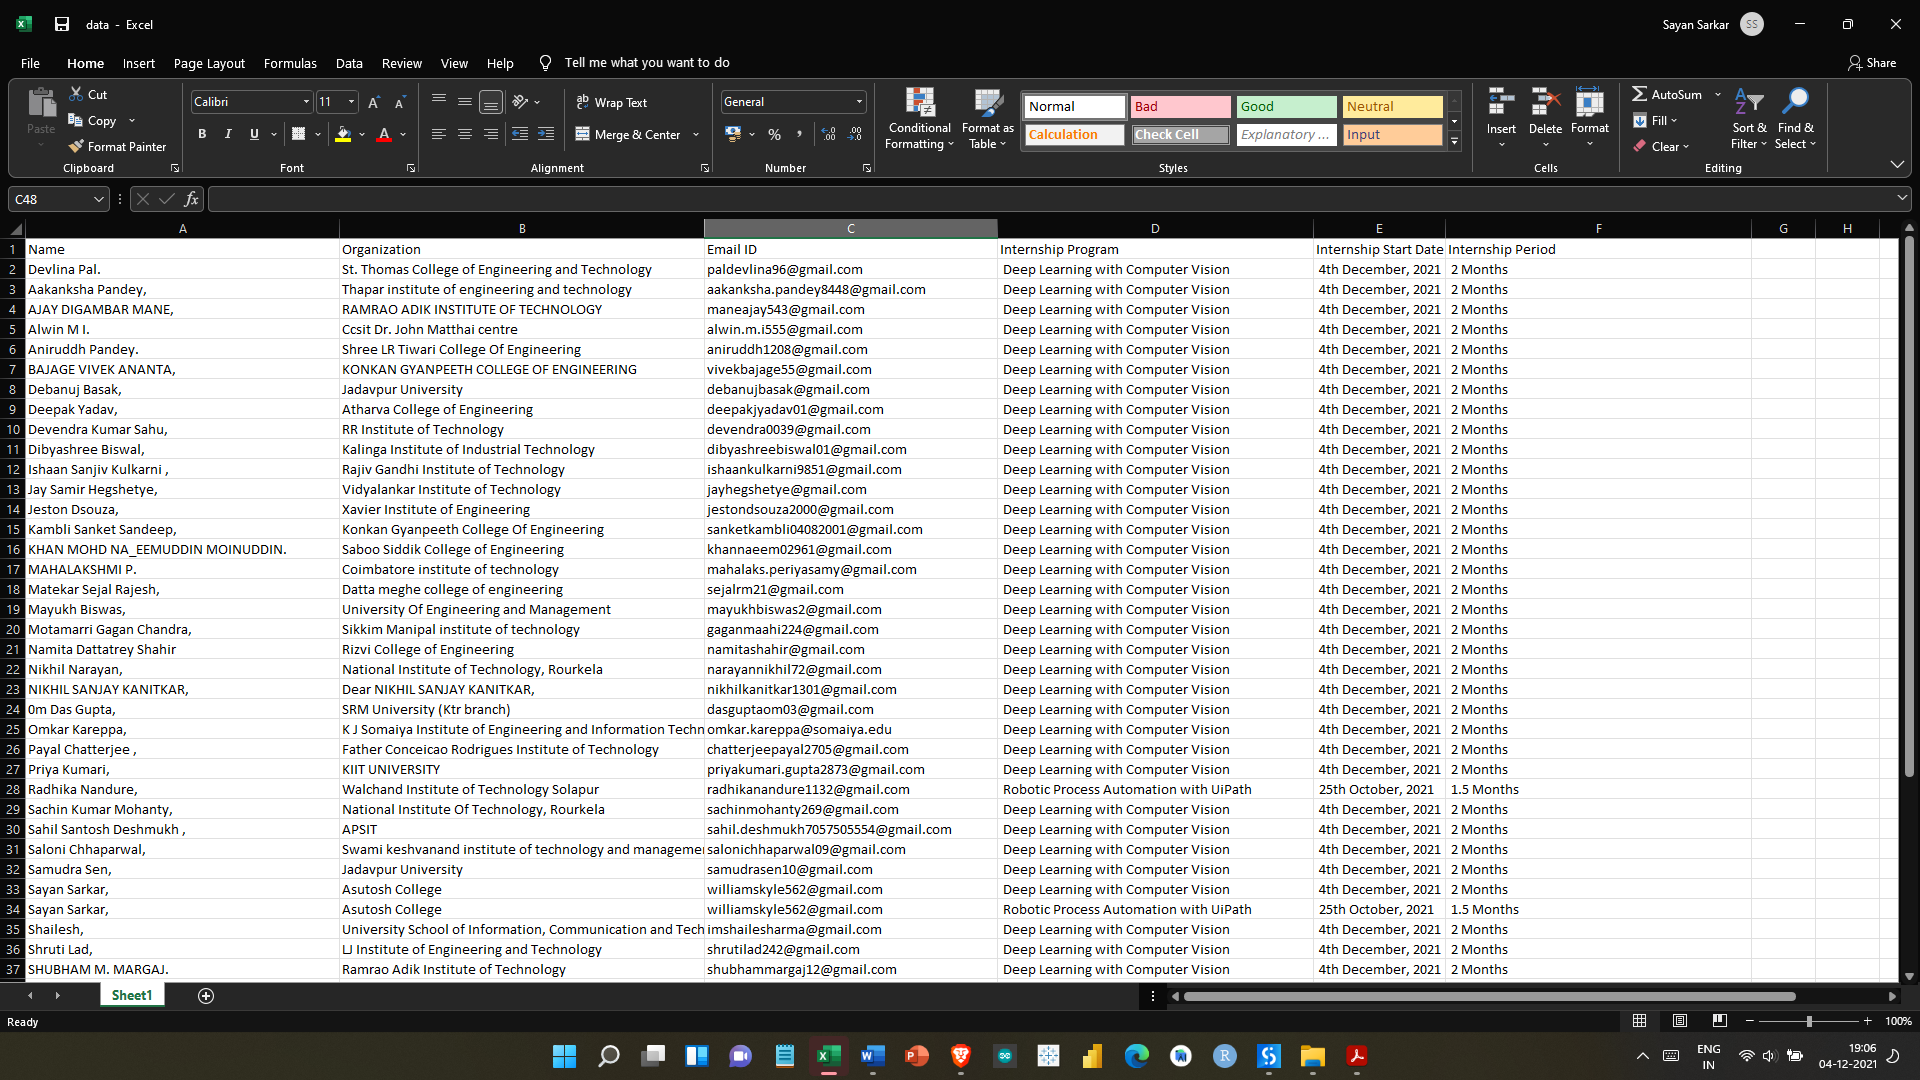 data - Excel
Sayan Sarkar SS
File Home Insert Page Layout Formulas Data Review View Help Tell me what you want to do Share
Paste Cut Copy Format Painter Clipboard
Calibri 11 A A B I U A Font
ab Wrap Text Merge & Center Alignment
General % , Number
Conditional Formatting Format as Table Normal Bad Good Neutral Calculation Check Cell Explanatory ... Input Styles
Insert Delete Format Cells
AutoSum Fill Clear Sort & Filter Find & Select Editing
C48 fx
A B C D E F G H
1 Name Organization Email ID Internship Program Internship Start Date Internship Period
2 Devlina Pal. St. Thomas College of Engineering and Technology paldevlina96@gmail.com Deep Learning with Computer Vision 4th December, 2021 2 Months
3 Aakanksha Pandey, Thapar institute of engineering and technology aakanksha.pandey8448@gmail.com Deep Learning with Computer Vision 4th December, 2021 2 Months
4 AJAY DIGAMBAR MANE, RAMRAO ADIK INSTITUTE OF TECHNOLOGY maneajay543@gmail.com Deep Learning with Computer Vision 4th December, 2021 2 Months
5 Alwin M I. Ccsit Dr. John Matthai centre alwin.m.i555@gmail.com Deep Learning with Computer Vision 4th December, 2021 2 Months
6 Aniruddh Pandey. Shree LR Tiwari College Of Engineering aniruddh1208@gmail.com Deep Learning with Computer Vision 4th December, 2021 2 Months
7 BAJAGE VIVEK ANANTA, KONKAN GYANPEETH COLLEGE OF ENGINEERING vivekbajage55@gmail.com Deep Learning with Computer Vision 4th December, 2021 2 Months
8 Debanuj Basak, Jadavpur University debanujbasak@gmail.com Deep Learning with Computer Vision 4th December, 2021 2 Months
9 Deepak Yadav, Atharva College of Engineering deepakjyadav01@gmail.com Deep Learning with Computer Vision 4th December, 2021 2 Months
10 Devendra Kumar Sahu, RR Institute of Technology devendra0039@gmail.com Deep Learning with Computer Vision 4th December, 2021 2 Months
11 Dibyashree Biswal, Kalinga Institute of Industrial Technology dibyashreebiswal01@gmail.com Deep Learning with Computer Vision 4th December, 2021 2 Months
12 Ishaan Sanjiv Kulkarni , Rajiv Gandhi Institute of Technology ishaankulkarni9851@gmail.com Deep Learning with Computer Vision 4th December, 2021 2 Months
13 Jay Samir Hegshetye, Vidyalankar Institute of Technology jayhegshetye@gmail.com Deep Learning with Computer Vision 4th December, 2021 2 Months
14 Jeston Dsouza, Xavier Institute of Engineering jestondsouza2000@gmail.com Deep Learning with Computer Vision 4th December, 2021 2 Months
15 Kambli Sanket Sandeep, Konkan Gyanpeeth College Of Engineering sanketkambli04082001@gmail.com Deep Learning with Computer Vision 4th December, 2021 2 Months
16 KHAN MOHD NA_EEMUDDIN MOINUDDIN. Saboo Siddik College of Engineering khannaeem02961@gmail.com Deep Learning with Computer Vision 4th December, 2021 2 Months
17 MAHALAKSHMI P. Coimbatore institute of technology mahalaks.periyasamy@gmail.com Deep Learning with Computer Vision 4th December, 2021 2 Months
18 Matekar Sejal Rajesh, Datta meghe college of engineering sejalrm21@gmail.com Deep Learning with Computer Vision 4th December, 2021 2 Months
19 Mayukh Biswas, University Of Engineering and Management mayukhbiswas2@gmail.com Deep Learning with Computer Vision 4th December, 2021 2 Months
20 Motamarri Gagan Chandra, Sikkim Manipal institute of technology gaganmaahi224@gmail.com Deep Learning with Computer Vision 4th December, 2021 2 Months
21 Namita Dattatrey Shahir Rizvi College of Engineering namitashahir@gmail.com Deep Learning with Computer Vision 4th December, 2021 2 Months
22 Nikhil Narayan, National Institute of Technology, Rourkela narayannikhil72@gmail.com Deep Learning with Computer Vision 4th December, 2021 2 Months
23 NIKHIL SANJAY KANITKAR, Dear NIKHIL SANJAY KANITKAR, nikhilkanitkar1301@gmail.com Deep Learning with Computer Vision 4th December, 2021 2 Months
24 0m Das Gupta, SRM University (Ktr branch) dasguptaom03@gmail.com Deep Learning with Computer Vision 4th December, 2021 2 Months
25 Omkar Kareppa, K J Somaiya Institute of Engineering and Information Techn omkar.kareppa@somaiya.edu Deep Learning with Computer Vision 4th December, 2021 2 Months
26 Payal Chatterjee , Father Conceicao Rodrigues Institute of Technology chatterjeepayal2705@gmail.com Deep Learning with Computer Vision 4th December, 2021 2 Months
27 Priya Kumari, KIIT UNIVERSITY priyakumari.gupta2873@gmail.com Deep Learning with Computer Vision 4th December, 2021 2 Months
28 Radhika Nandure, Walchand Institute of Technology Solapur radhikanandure1132@gmail.com Robotic Process Automation with UiPath 25th October, 2021 1.5 Months
29 Sachin Kumar Mohanty, National Institute Of Technology, Rourkela sachinmohanty269@gmail.com Deep Learning with Computer Vision 4th December, 2021 2 Months
30 Sahil Santosh Deshmukh , APSIT sahil.deshmukh7057505554@gmail.com Deep Learning with Computer Vision 4th December, 2021 2 Months
31 Saloni Chhaparwal, Swami keshvanand institute of technology and manageme salonichhaparwal09@gmail.com Deep Learning with Computer Vision 4th December, 2021 2 Months
32 Samudra Sen, Jadavpur University samudrasen10@gmail.com Deep Learning with Computer Vision 4th December, 2021 2 Months
33 Sayan Sarkar, Asutosh College williamskyle562@gmail.com Deep Learning with Computer Vision 4th December, 2021 2 Months
34 Sayan Sarkar, Asutosh College williamskyle562@gmail.com Robotic Process Automation with UiPath 25th October, 2021 1.5 Months
35 Shailesh, University School of Information, Communication and Tech imshailesharma@gmail.com Deep Learning with Computer Vision 4th December, 2021 2 Months
36 Shruti Lad, LJ Institute of Engineering and Technology shrutilad242@gmail.com Deep Learning with Computer Vision 4th December, 2021 2 Months
37 SHUBHAM M. MARGAJ. Ramrao Adik Institute of Technology shubhammargaj12@gmail.com Deep Learning with Computer Vision 4th December, 2021 2 Months
Sheet1
Ready 100%
ENG IN 19:06 04-12-2021